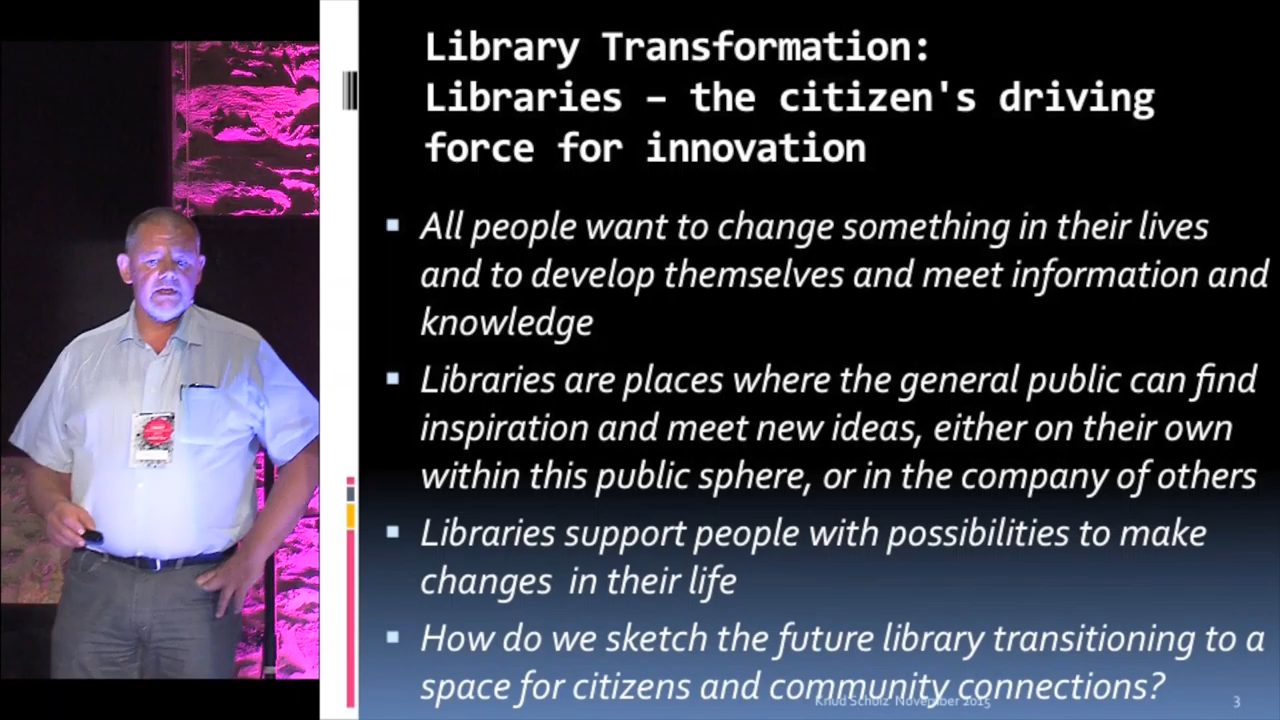 Library Transformation:
Libraries – the citizen's driving
force for innovation
All people want to change something in their lives
and to develop themselves and meet information and
knowledge
Libraries are places where the general public can find
inspiration and meet new ideas, either on their own
within this public sphere, or in the company of others
Libraries support people with possibilities to make
changes in their life
How do we sketch the future library transitioning to a
space for citizens and community connections?
Knud Schulz November 2015
3